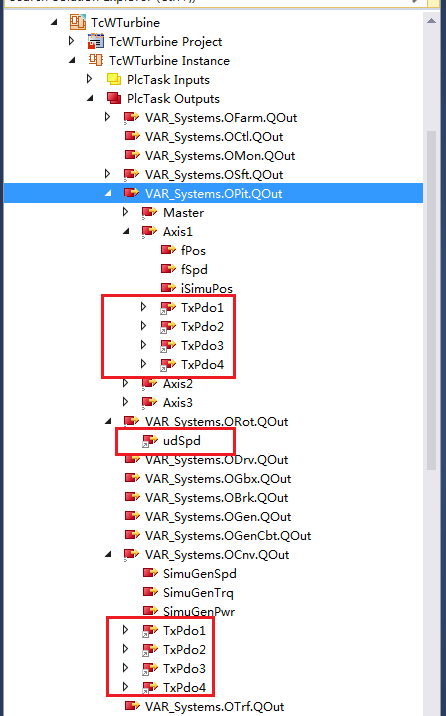 TcWTurbine
TcWTurbine Project
TcWTurbine Instance
PlcTask Inputs
PlcTask Outputs
VAR_Systems.OFarm.QOut
VAR_Systems.OCtl.QOut
VAR_Systems.OMon.QOut
VAR_Systems.OSft.QOut
VAR_Systems.OPit.QOut
Master
Axis1
fPos
fSpd
iSimuPos
TxPdo1
TxPdo2
TxPdo3
TxPdo4
Axis2
Axis3
VAR_Systems.ORot.QOut
udSpd
VAR_Systems.ODrv.QOut
VAR_Systems.OGbx.QOut
VAR_Systems.OBrk.QOut
VAR_Systems.OGen.QOut
VAR_Systems.OGenCbt.QOut
VAR_Systems.OCnv.QOut
SimuGenSpd
SimuGenTrq
SimuGenPwr
TxPdo1
TxPdo2
TxPdo3
TxPdo4
VAR_Systems.OTrf.QOut